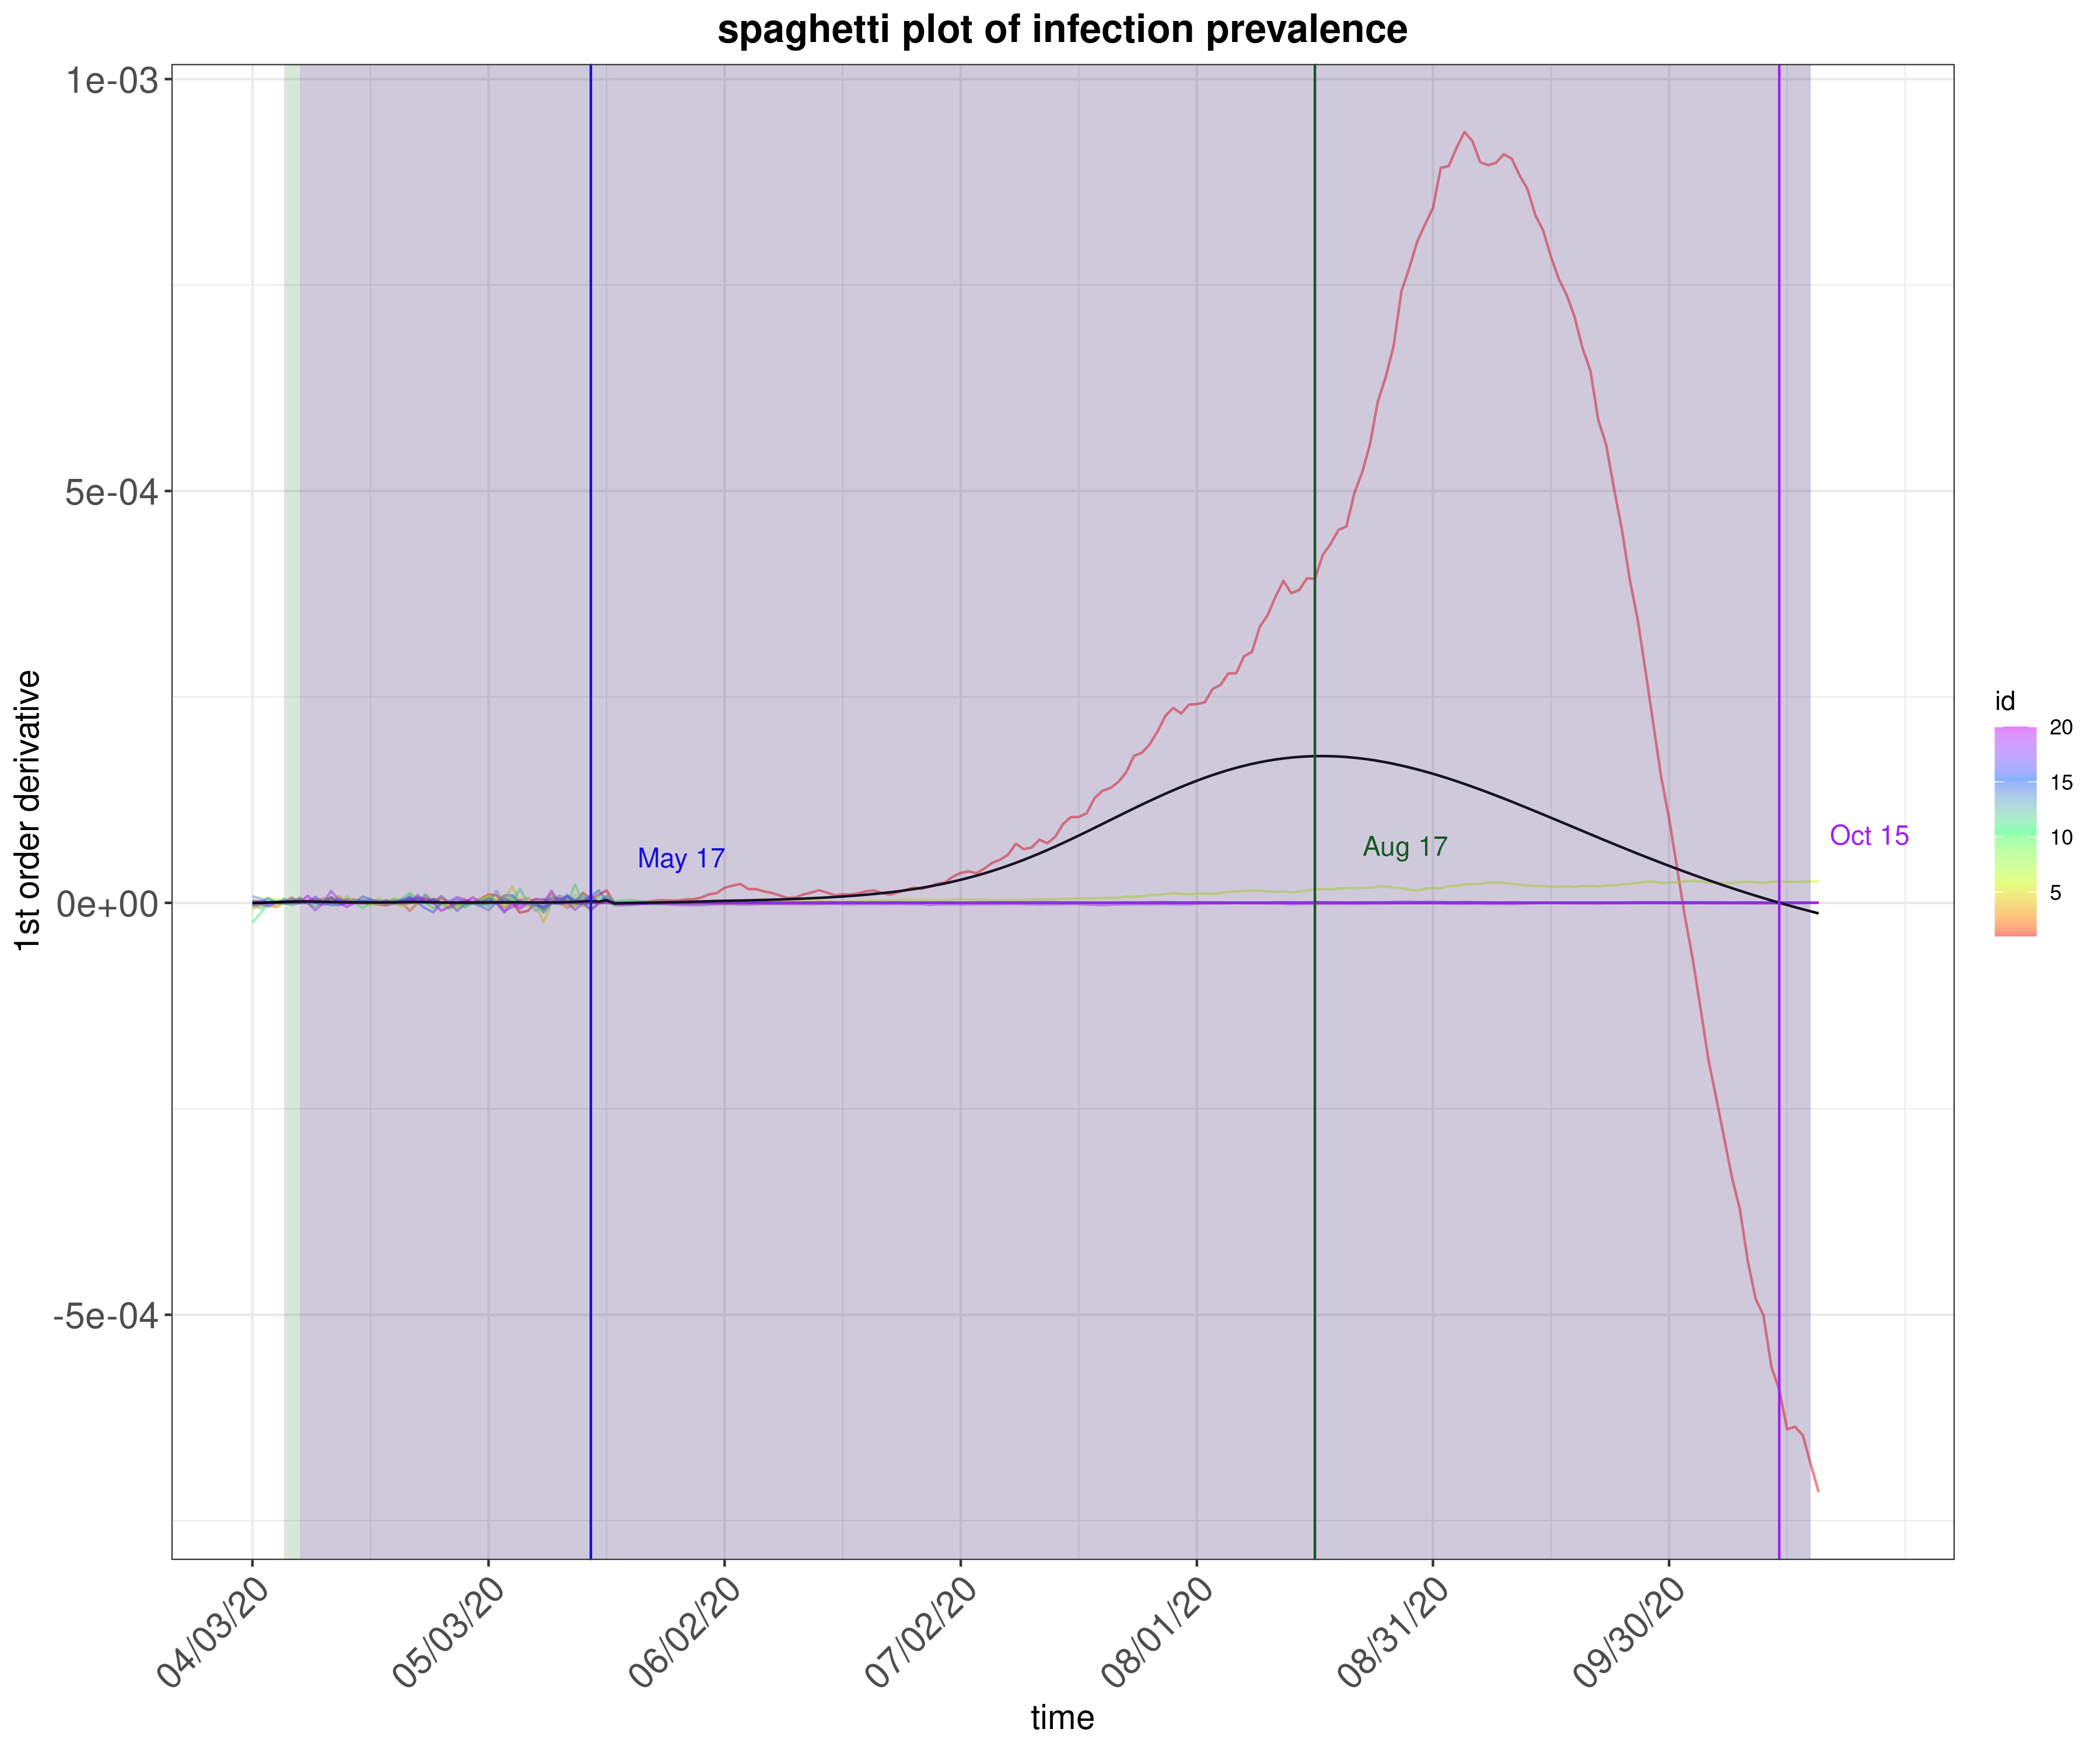 spaghetti plot of infection prevalence
1e-03
5e-04
0e+00
-5e-04
1st order derivative
May 17
Aug 17
Oct 15
id
20
15
10
5
04/03/20
05/03/20
06/02/20
07/02/20
08/01/20
08/31/20
09/30/20
time